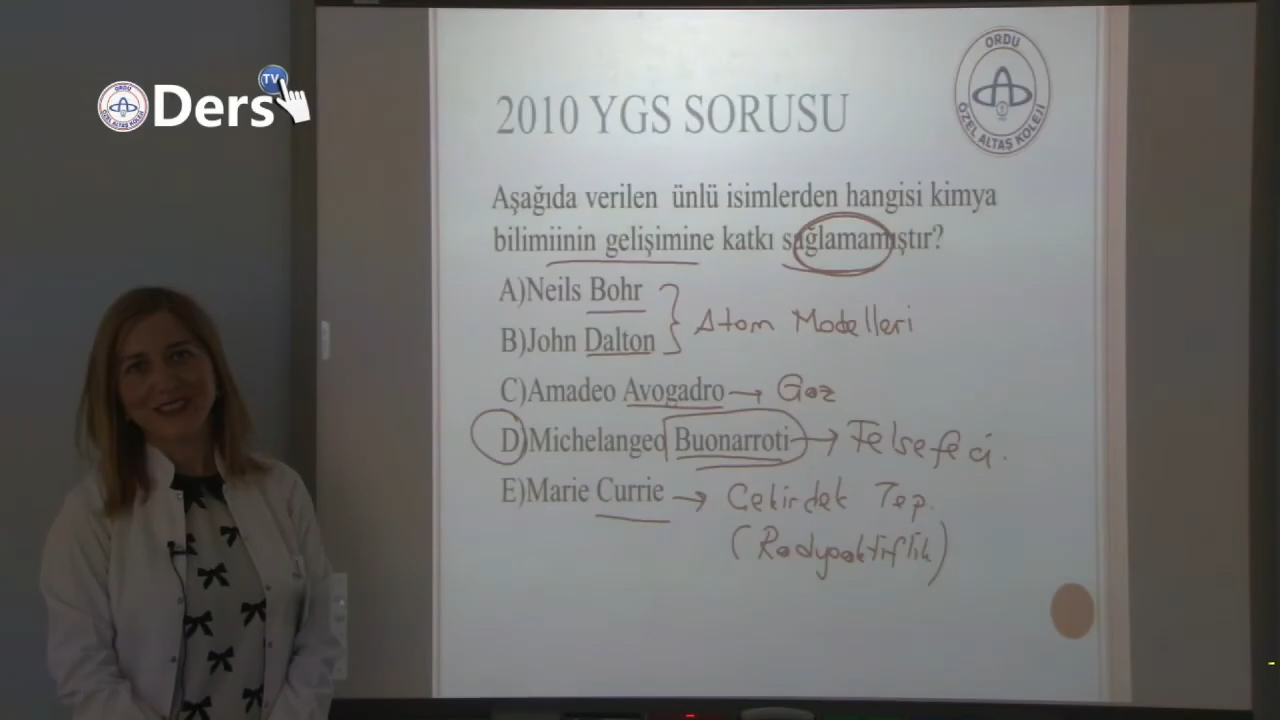 Ders TV
ORDU
ÖZEL ALTAŞ KOLEJİ
2010 YGS SORUSU
Aşağıda verilen ünlü isimlerden hangisi kimya
bilimiinin gelişimine katkı sağlamamıştır?
A)Neils Bohr
B)John Dalton
Atom Modelleri
C)Amadeo Avogadro → Gaz
D)Michelangeo Buonarroti → Felsefeci.
E)Marie Currie → Çekirdek Tep.
(Radyoaktiflik)